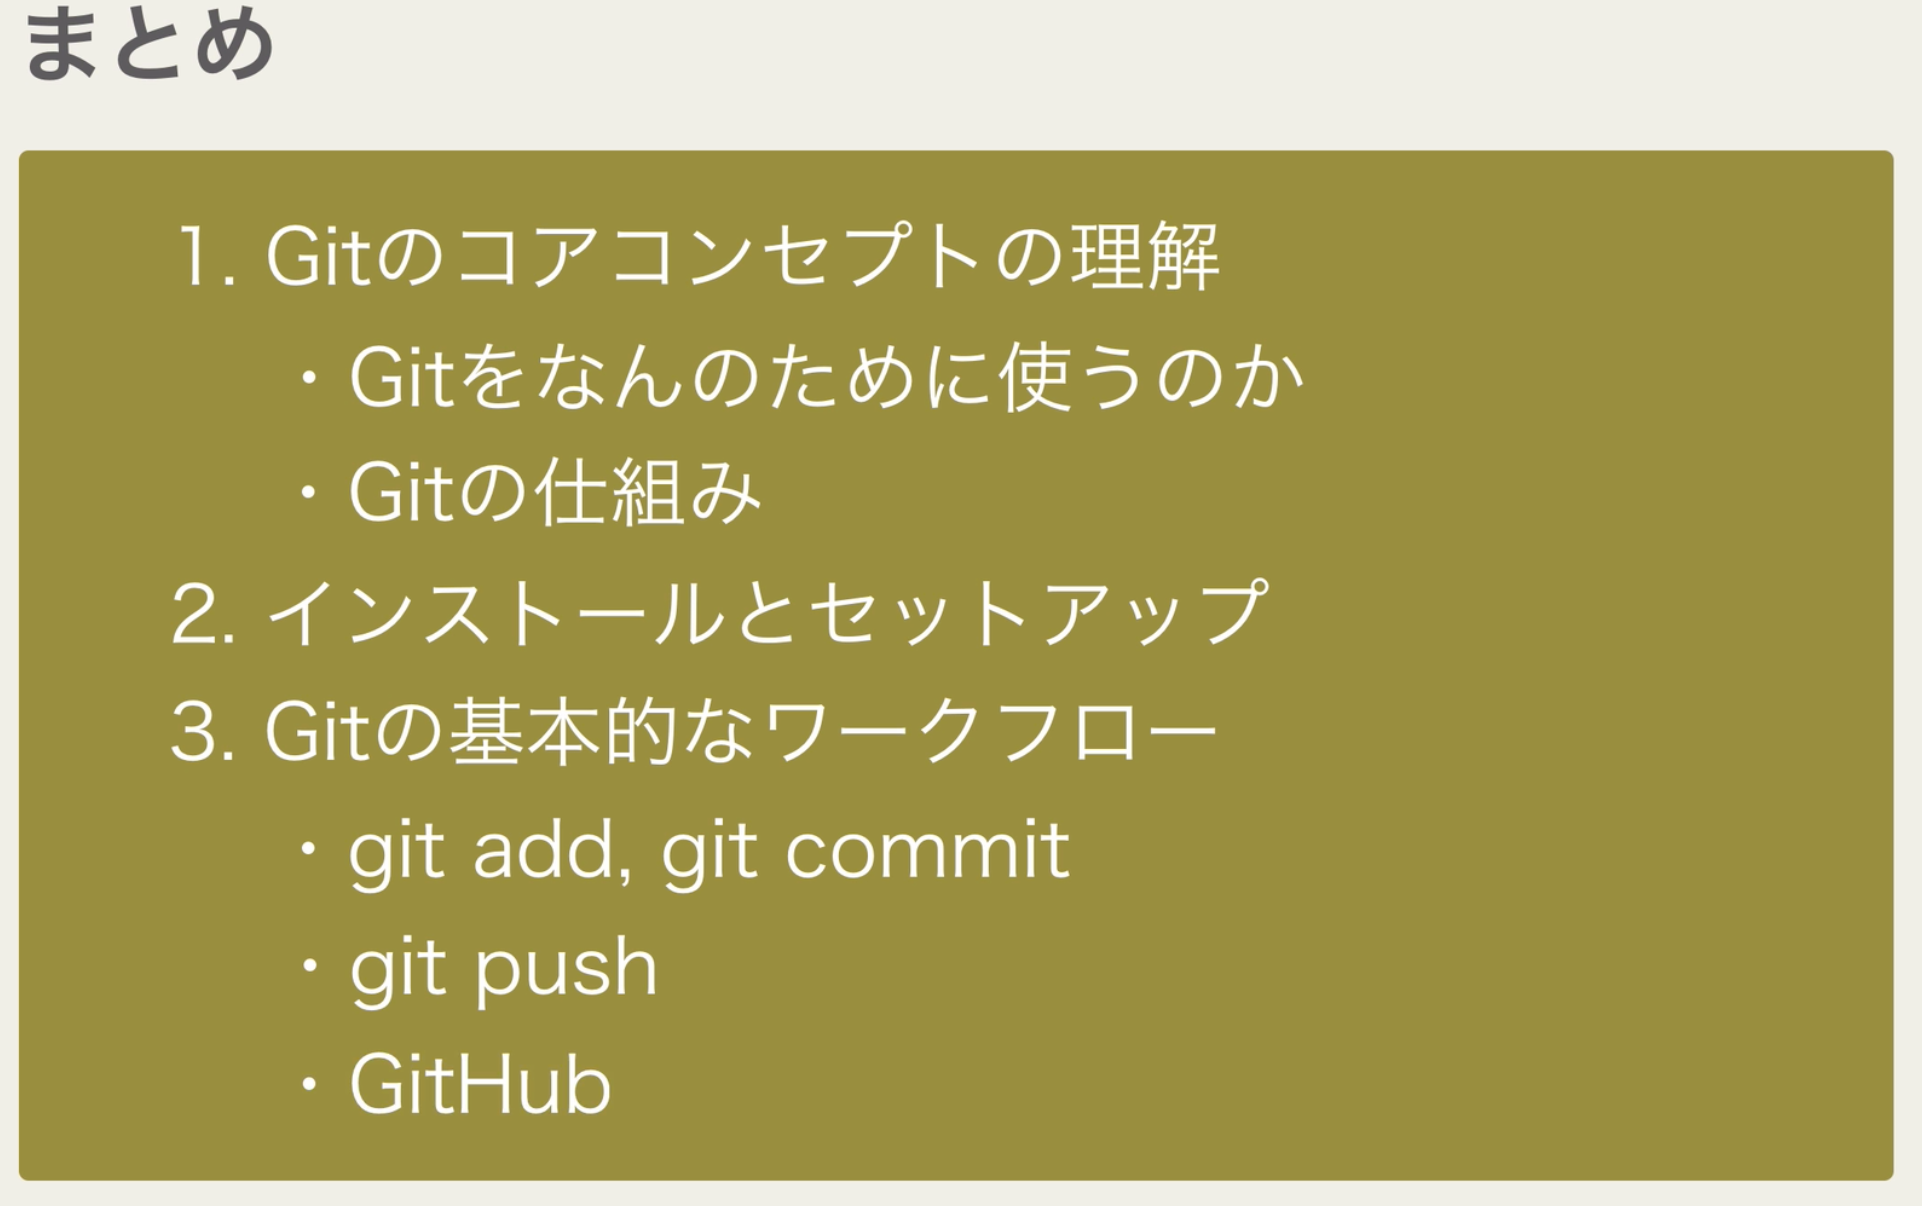 まとめ
1. Gitのコアコンセプトの理解
・Gitをなんのために使うのか
・Gitの仕組み
2. インストールとセットアップ
3. Gitの基本的なワークフロー
・git add, git commit
・git push
・GitHub